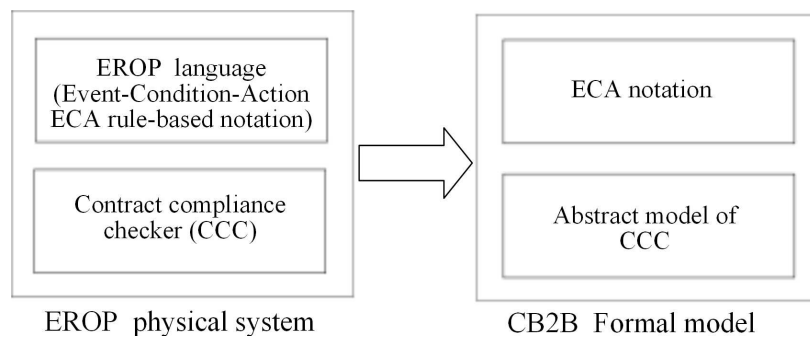 EROP language
(Event-Condition-Action
ECA rule-based notation)
Contract compliance
checker (CCC)
EROP physical system
ECA notation
Abstract model of
CCC
CB2B Formal model